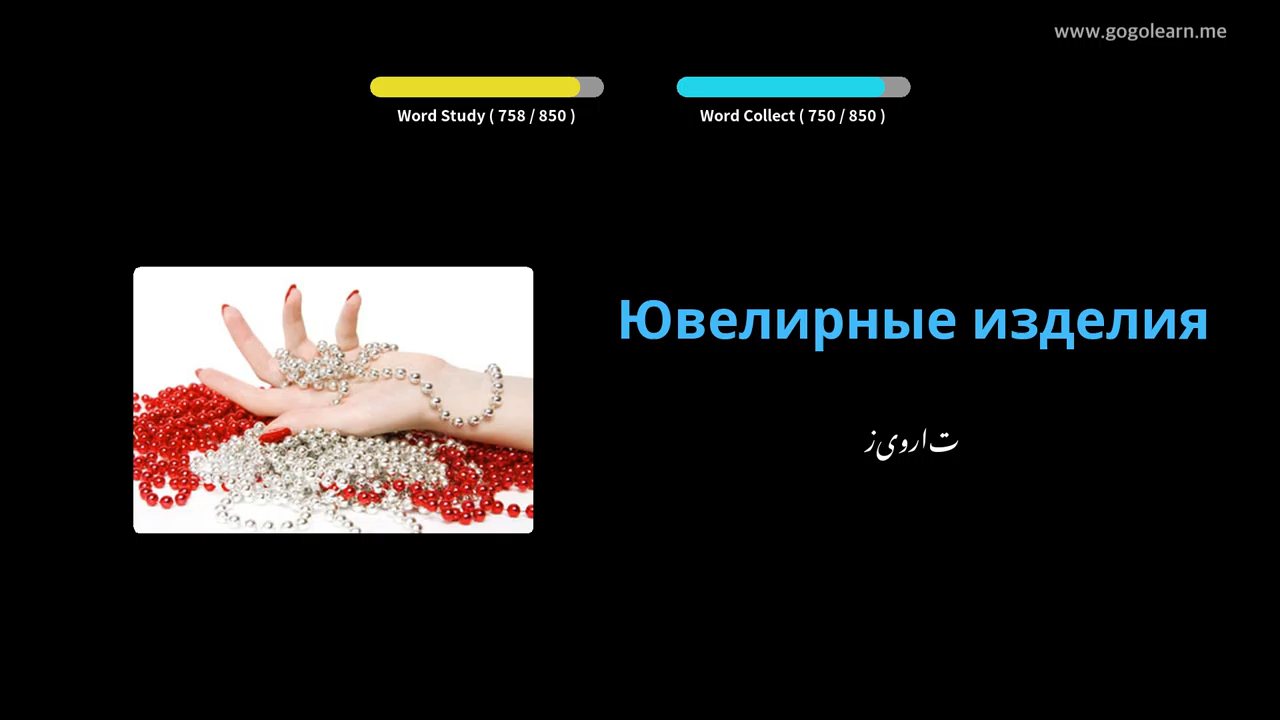 www.gogolearn.me
Word Study ( 758 / 850 )
Word Collect ( 750 / 850 )
Ювелирные изделия
زیورات